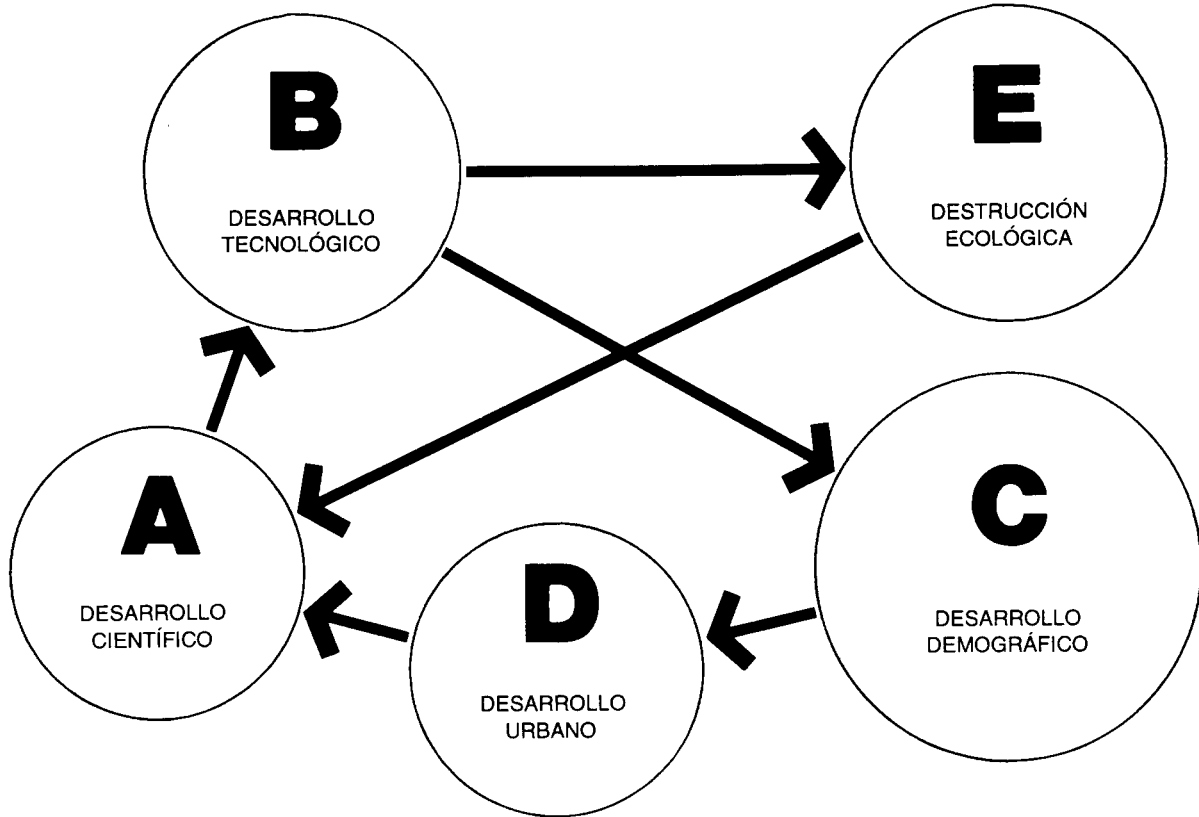 B
DESARROLLO
TECNOLÓGICO
E
DESTRUCCIÓN
ECOLÓGICA
A
DESARROLLO
CIENTÍFICO
D
DESARROLLO
URBANO
C
DESARROLLO
DEMOGRÁFICO